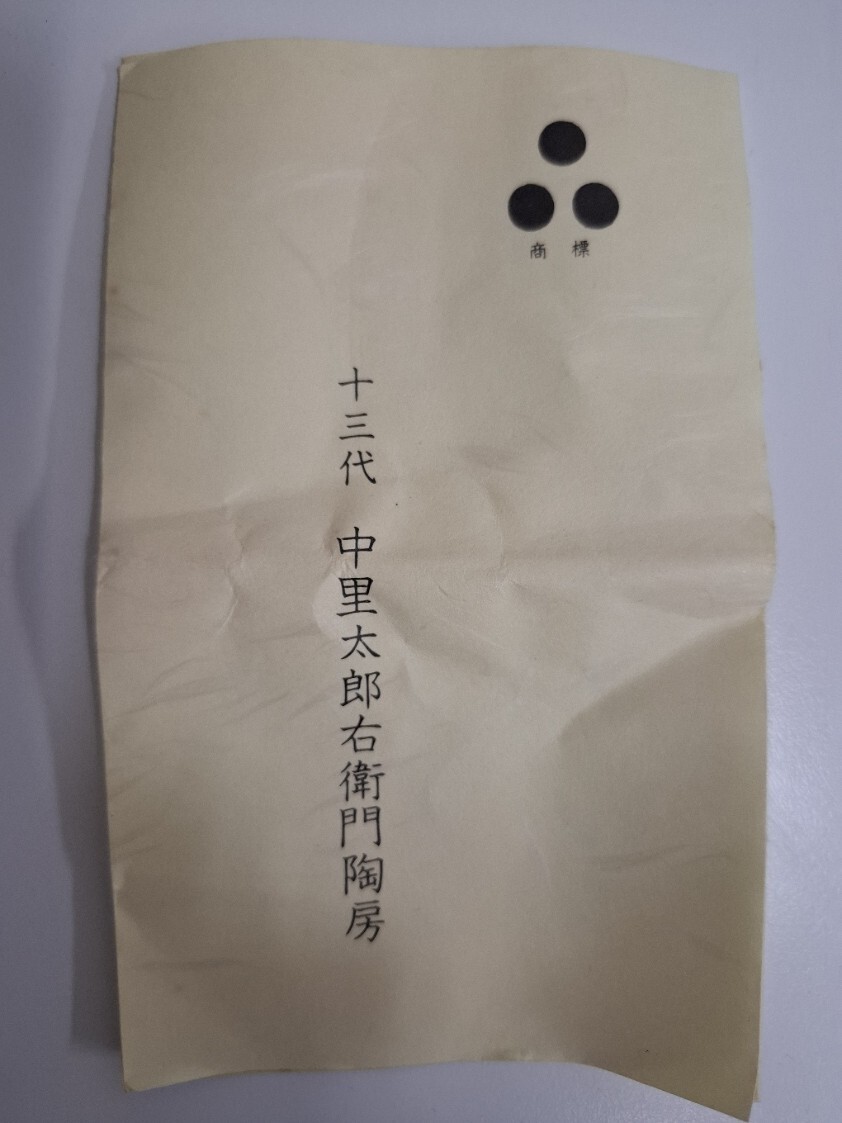 商標
十三代 中里太郎右衛門陶房